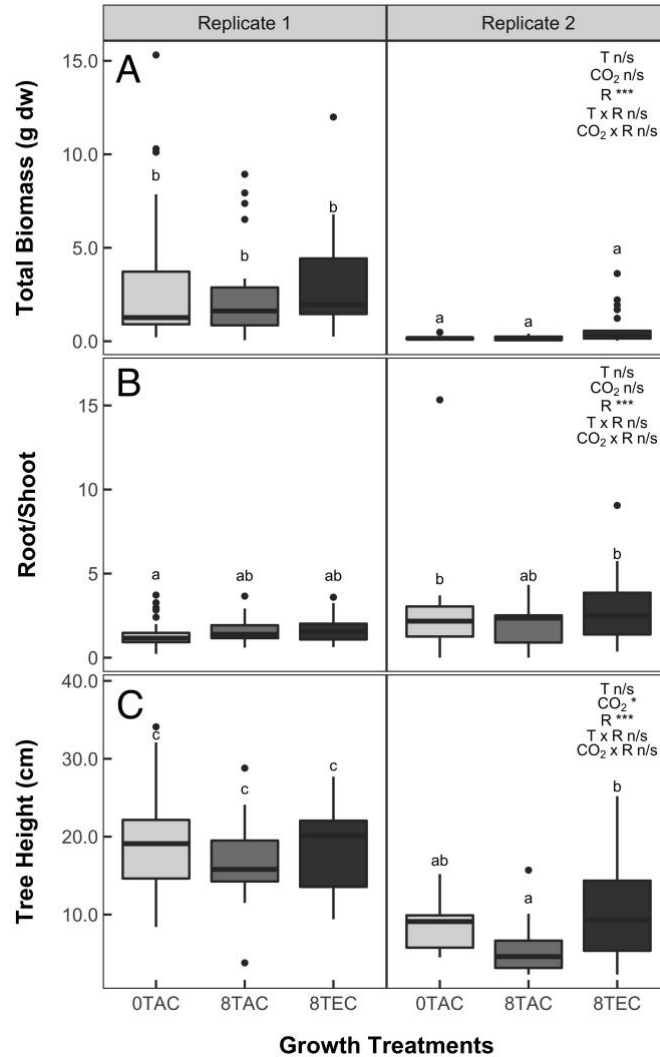 Replicate 1 Replicate 2
A
Total Biomass (g dw)
15.0
10.0
5.0
0.0
b
b
b
a
a
a
T n/s
CO₂ n/s
R ***
T x R n/s
CO₂ x R n/s
B
Root/Shoot
15
10
5
0
a
ab
ab
b
ab
b
T n/s
CO₂ n/s
R ***
T x R n/s
CO₂ x R n/s
C
Tree Height (cm)
40.0
30.0
20.0
10.0
c
c
c
ab
a
b
T n/s
CO₂ *
R ***
T x R n/s
CO₂ x R n/s
0TAC 8TAC 8TEC 0TAC 8TAC 8TEC
Growth Treatments